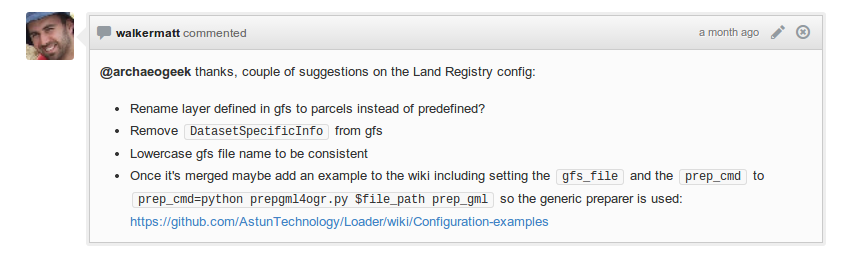 walkermatt commented a month ago
@archaeogeek thanks, couple of suggestions on the Land Registry config:
• Rename layer defined in gfs to parcels instead of predefined?
• Remove DatasetSpecificInfo from gfs
• Lowercase gfs file name to be consistent
• Once it's merged maybe add an example to the wiki including setting the gfs_file and the prep_cmd to
prep_cmd=python prepgml4ogr.py $file_path prep_gml so the generic preparer is used:
https://github.com/AstunTechnology/Loader/wiki/Configuration-examples